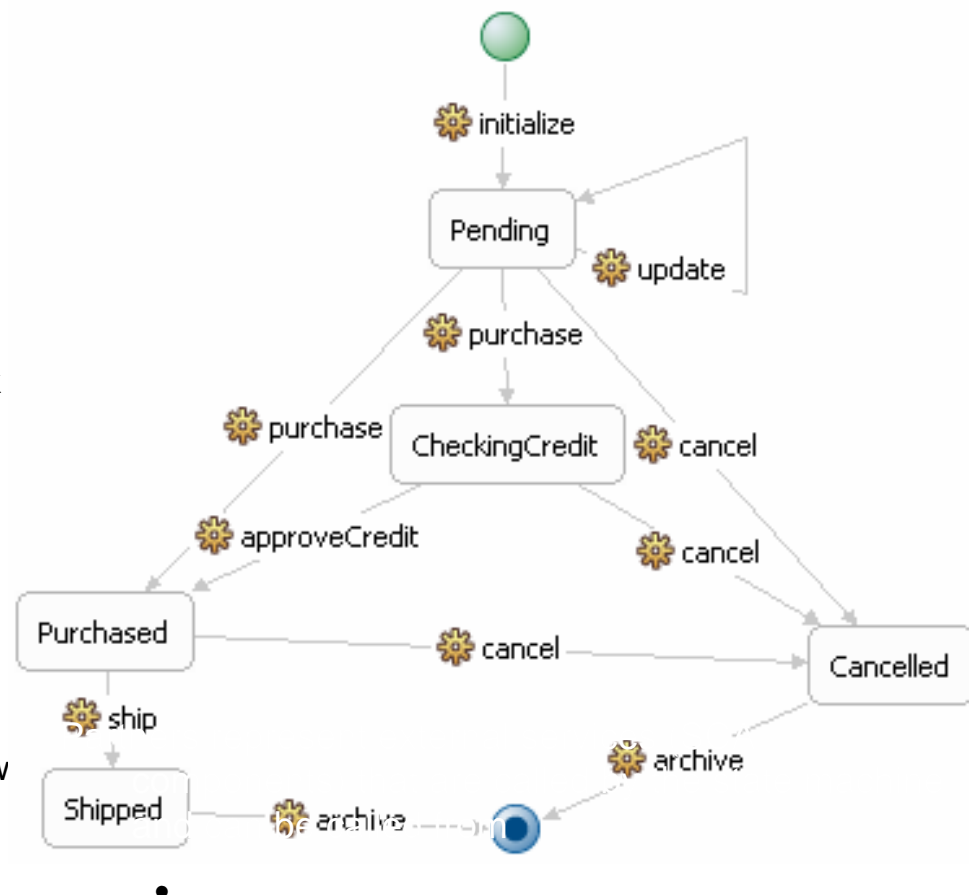 initialize
Pending
update
purchase
purchase
CheckingCredit
cancel
approveCredit
cancel
Purchased
cancel
Cancelled
ship
archive
Shipped
archive